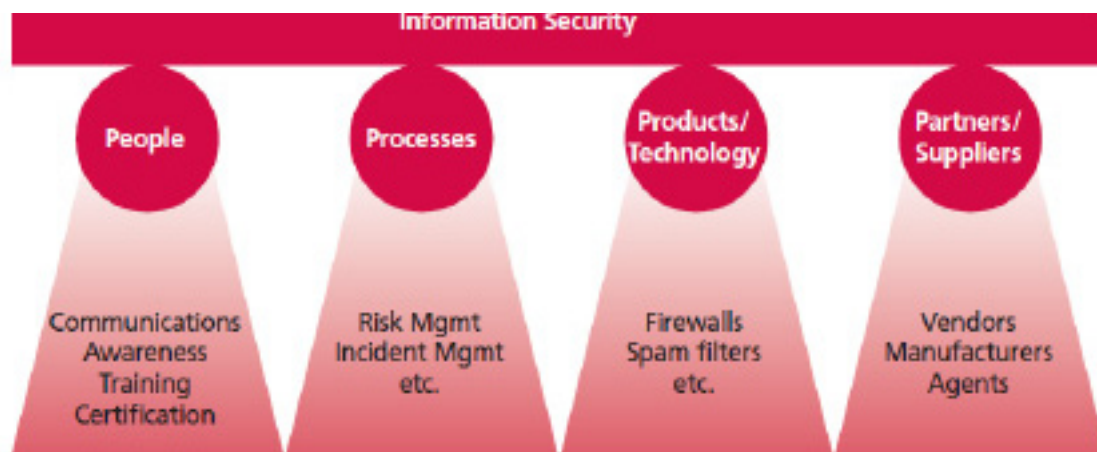 Information Security
People
Processes
Products/
Technology
Partners/
Suppliers
Communications
Awareness
Training
Certification
Risk Mgmt
Incident Mgmt
etc.
Firewalls
Spam filters
etc.
Vendors
Manufacturers
Agents